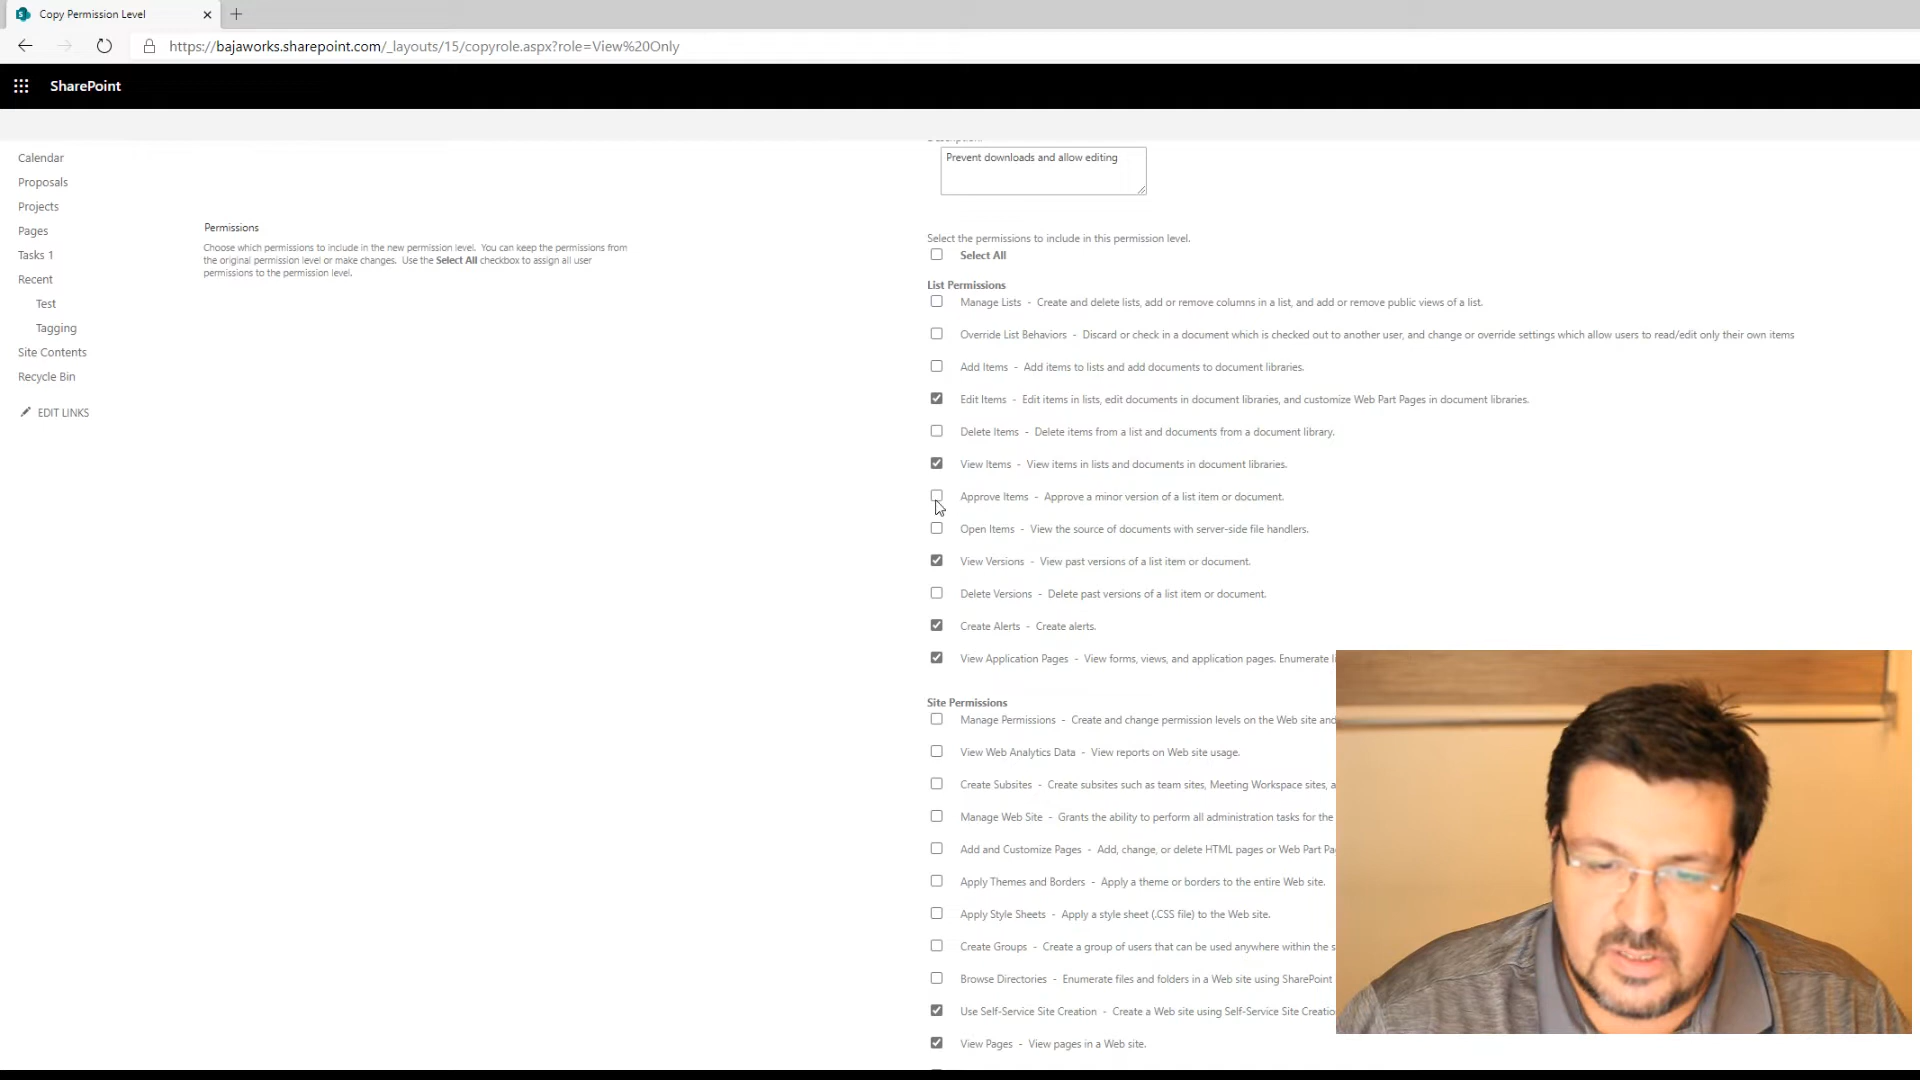 Copy Permission Level
https://bajaworks.sharepoint.com/_layouts/15/copyrole.aspx?role=View%20Only
SharePoint
Calendar
Proposals
Projects
Pages
Tasks 1
Recent
Test
Tagging
Site Contents
Recycle Bin
EDIT LINKS
Permissions
Choose which permissions to include in the new permission level. You can keep the permissions from
the original permission level or make changes. Use the Select All checkbox to assign all user
permissions to the permission level.
Prevent downloads and allow editing
Select the permissions to include in this permission level.
Select All
List Permissions
Manage Lists - Create and delete lists, add or remove columns in a list, and add or remove public views of a list.
Override List Behaviors - Discard or check in a document which is checked out to another user, and change or override settings which allow users to read/edit only their own items
Add Items - Add items to lists and add documents to document libraries.
Edit Items - Edit items in lists, edit documents in document libraries, and customize Web Part Pages in document libraries.
Delete Items - Delete items from a list and documents from a document library.
View Items - View items in lists and documents in document libraries.
Approve Items - Approve a minor version of a list item or document.
Open Items - View the source of documents with server-side file handlers.
View Versions - View past versions of a list item or document.
Delete Versions - Delete past versions of a list item or document.
Create Alerts - Create alerts.
View Application Pages - View forms, views, and application pages. Enumerate
Site Permissions
Manage Permissions - Create and change permission levels on the Web site and
View Web Analytics Data - View reports on Web site usage.
Create Subsites - Create subsites such as team sites, Meeting Workspace sites,
Manage Web Site - Grants the ability to perform all administration tasks for the
Add and Customize Pages - Add, change, or delete HTML pages or Web Part
Apply Themes and Borders - Apply a theme or borders to the entire Web site.
Apply Style Sheets - Apply a style sheet (.CSS file) to the Web site.
Create Groups - Create a group of users that can be used anywhere within the
Browse Directories - Enumerate files and folders in a Web site using SharePoint
Use Self-Service Site Creation - Create a Web site using Self-Service Site
View Pages - View pages in a Web site.